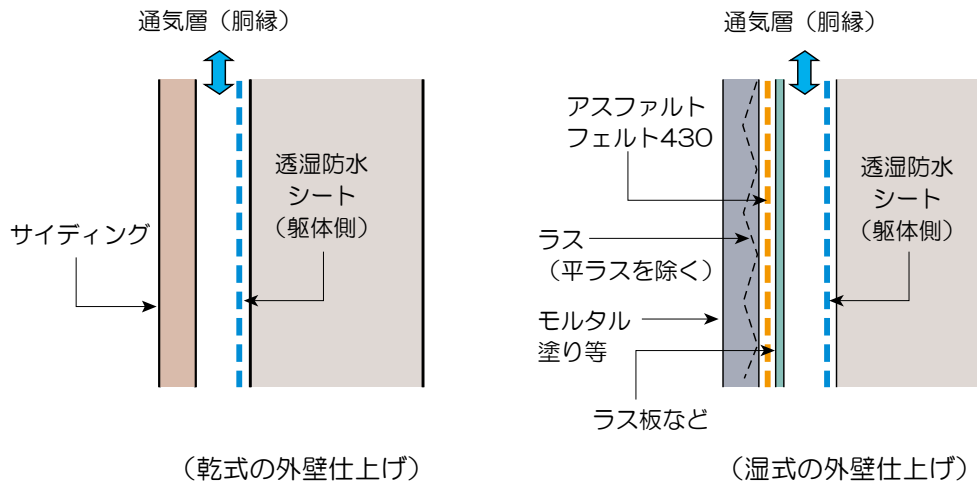 通気層（胴縁）
透湿防水
シート
（躯体側）
サイディング
（乾式の外壁仕上げ）
通気層（胴縁）
アスファルト
フェルト430
透湿防水
シート
（躯体側）
ラス
（平ラスを除く）
モルタル
塗り等
ラス板など
（湿式の外壁仕上げ）